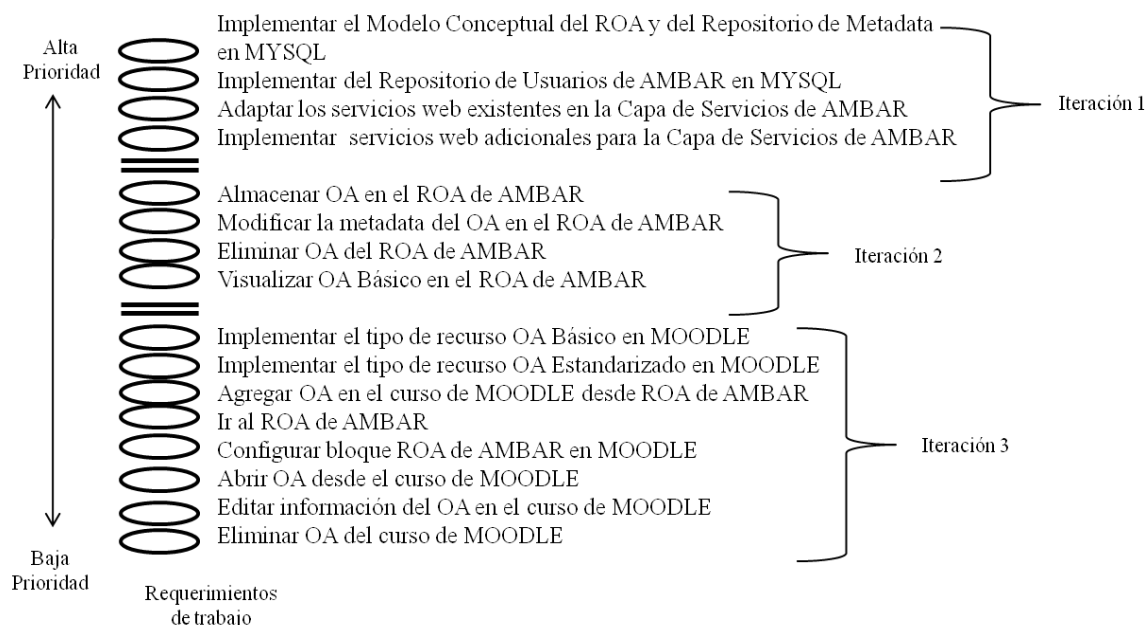 Alta
Prioridad
Implementar el Modelo Conceptual del ROA y del Repositorio de Metadata
en MYSQL
Implementar del Repositorio de Usuarios de AMBAR en MYSQL
Adaptar los servicios web existentes en la Capa de Servicios de AMBAR
Implementar servicios web adicionales para la Capa de Servicios de AMBAR
Iteración 1
Almacenar OA en el ROA de AMBAR
Modificar la metadata del OA en el ROA de AMBAR
Eliminar OA del ROA de AMBAR
Visualizar OA Básico en el ROA de AMBAR
Iteración 2
Implementar el tipo de recurso OA Básico en MOODLE
Implementar el tipo de recurso OA Estandarizado en MOODLE
Agregar OA en el curso de MOODLE desde ROA de AMBAR
Ir al ROA de AMBAR
Configurar bloque ROA de AMBAR en MOODLE
Abrir OA desde el curso de MOODLE
Editar información del OA en el curso de MOODLE
Eliminar OA del curso de MOODLE
Iteración 3
Baja
Prioridad
Requerimientos
de trabajo